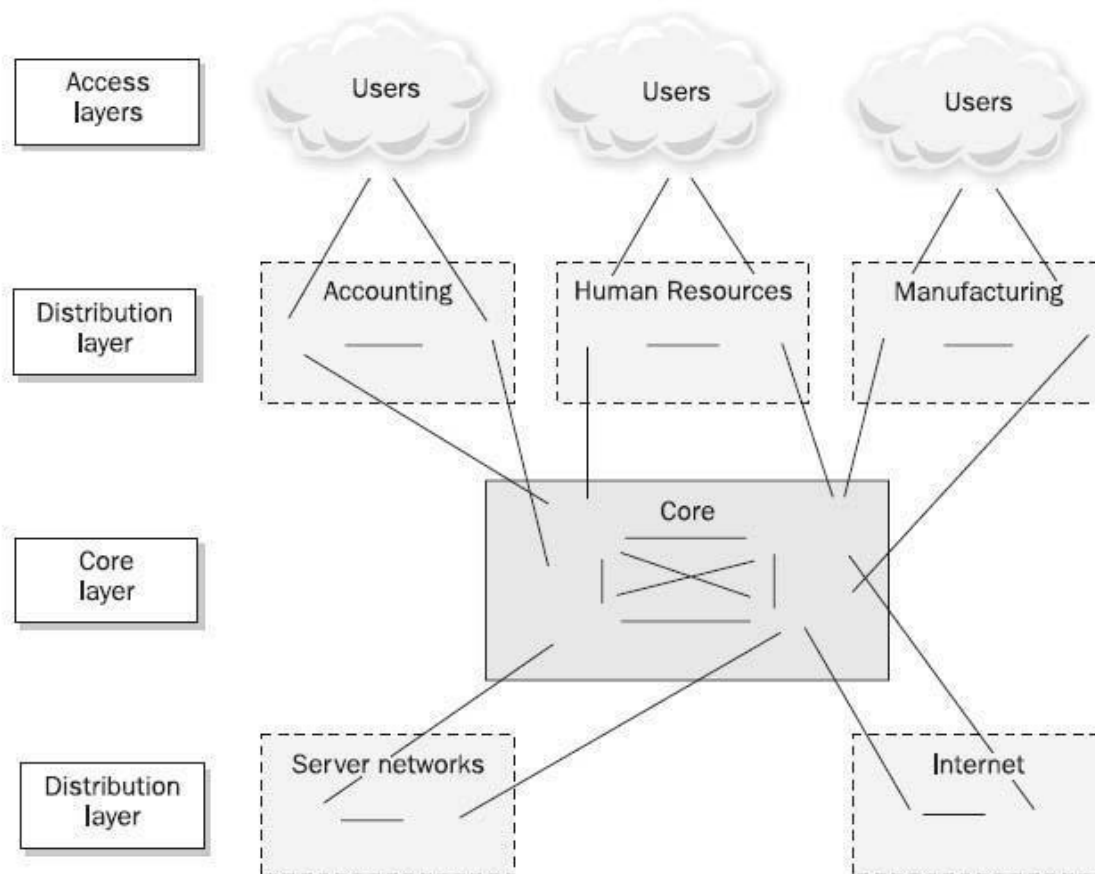 Access
layers
Users
Users
Users
Distribution
layer
Accounting
Human Resources
Manufacturing
Core
layer
Core
Distribution
layer
Server networks
Internet